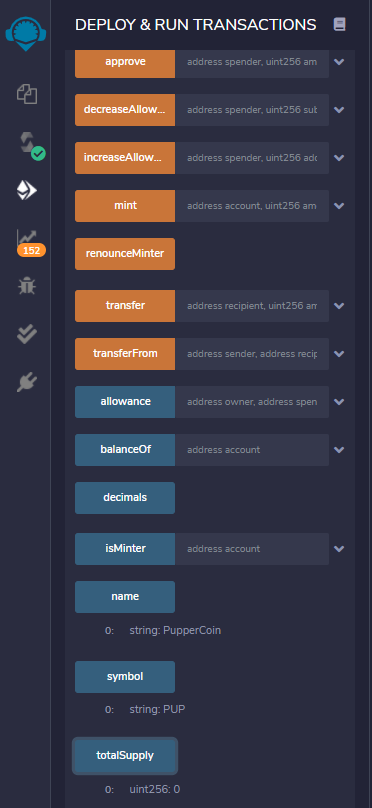 DEPLOY & RUN TRANSACTIONS
approve address spender, uint256 am
decreaseAllow... address spender, uint256 sub
increaseAllow... address spender, uint256 add
mint address account, uint256 am
152
renounceMinter
transfer address recipient, uint256 am
transferFrom address sender, address recip
allowance address owner, address spen
balanceOf address account
decimals
isMinter address account
name
0: string: PupperCoin
symbol
0: string: PUP
totalSupply
0: uint256: 0